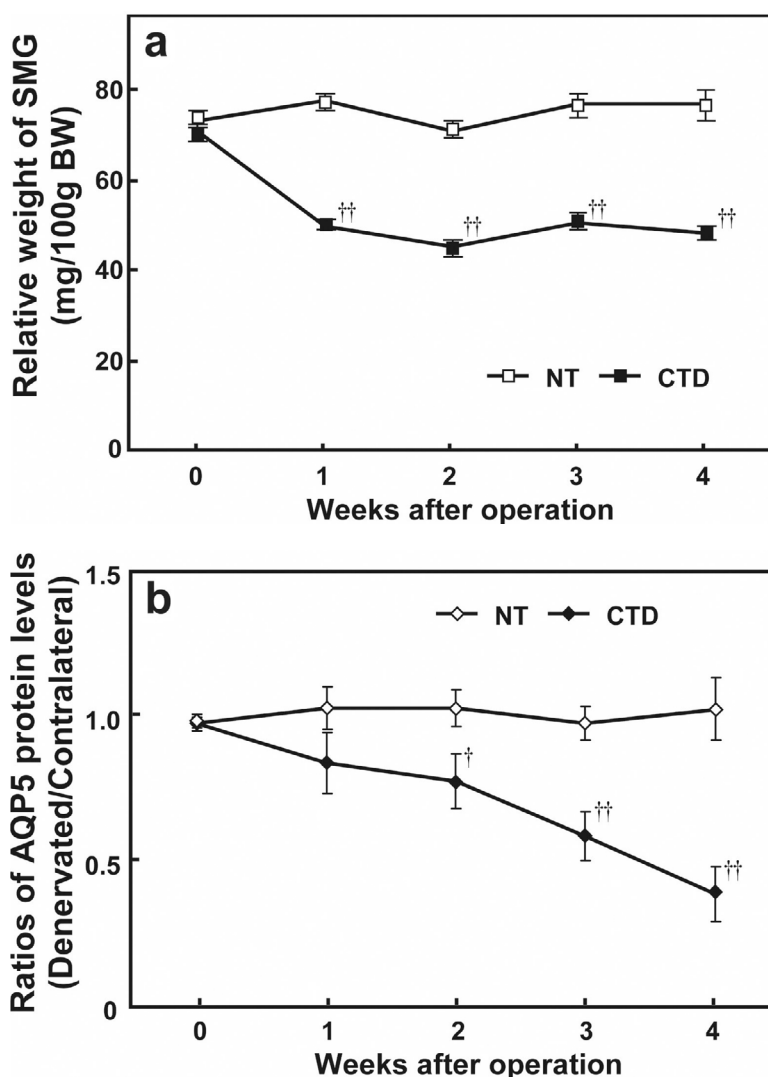 a
Relative weight of SMG
(mg/100g BW)
80
60
40
20
0
††
††
††
††
NT CTD
0 1 2 3 4
Weeks after operation
b
Ratios of AQP5 protein levels
(Denervated/Contralateral)
1.5
1.0
0.5
0
NT CTD
†
††
††
0 1 2 3 4
Weeks after operation